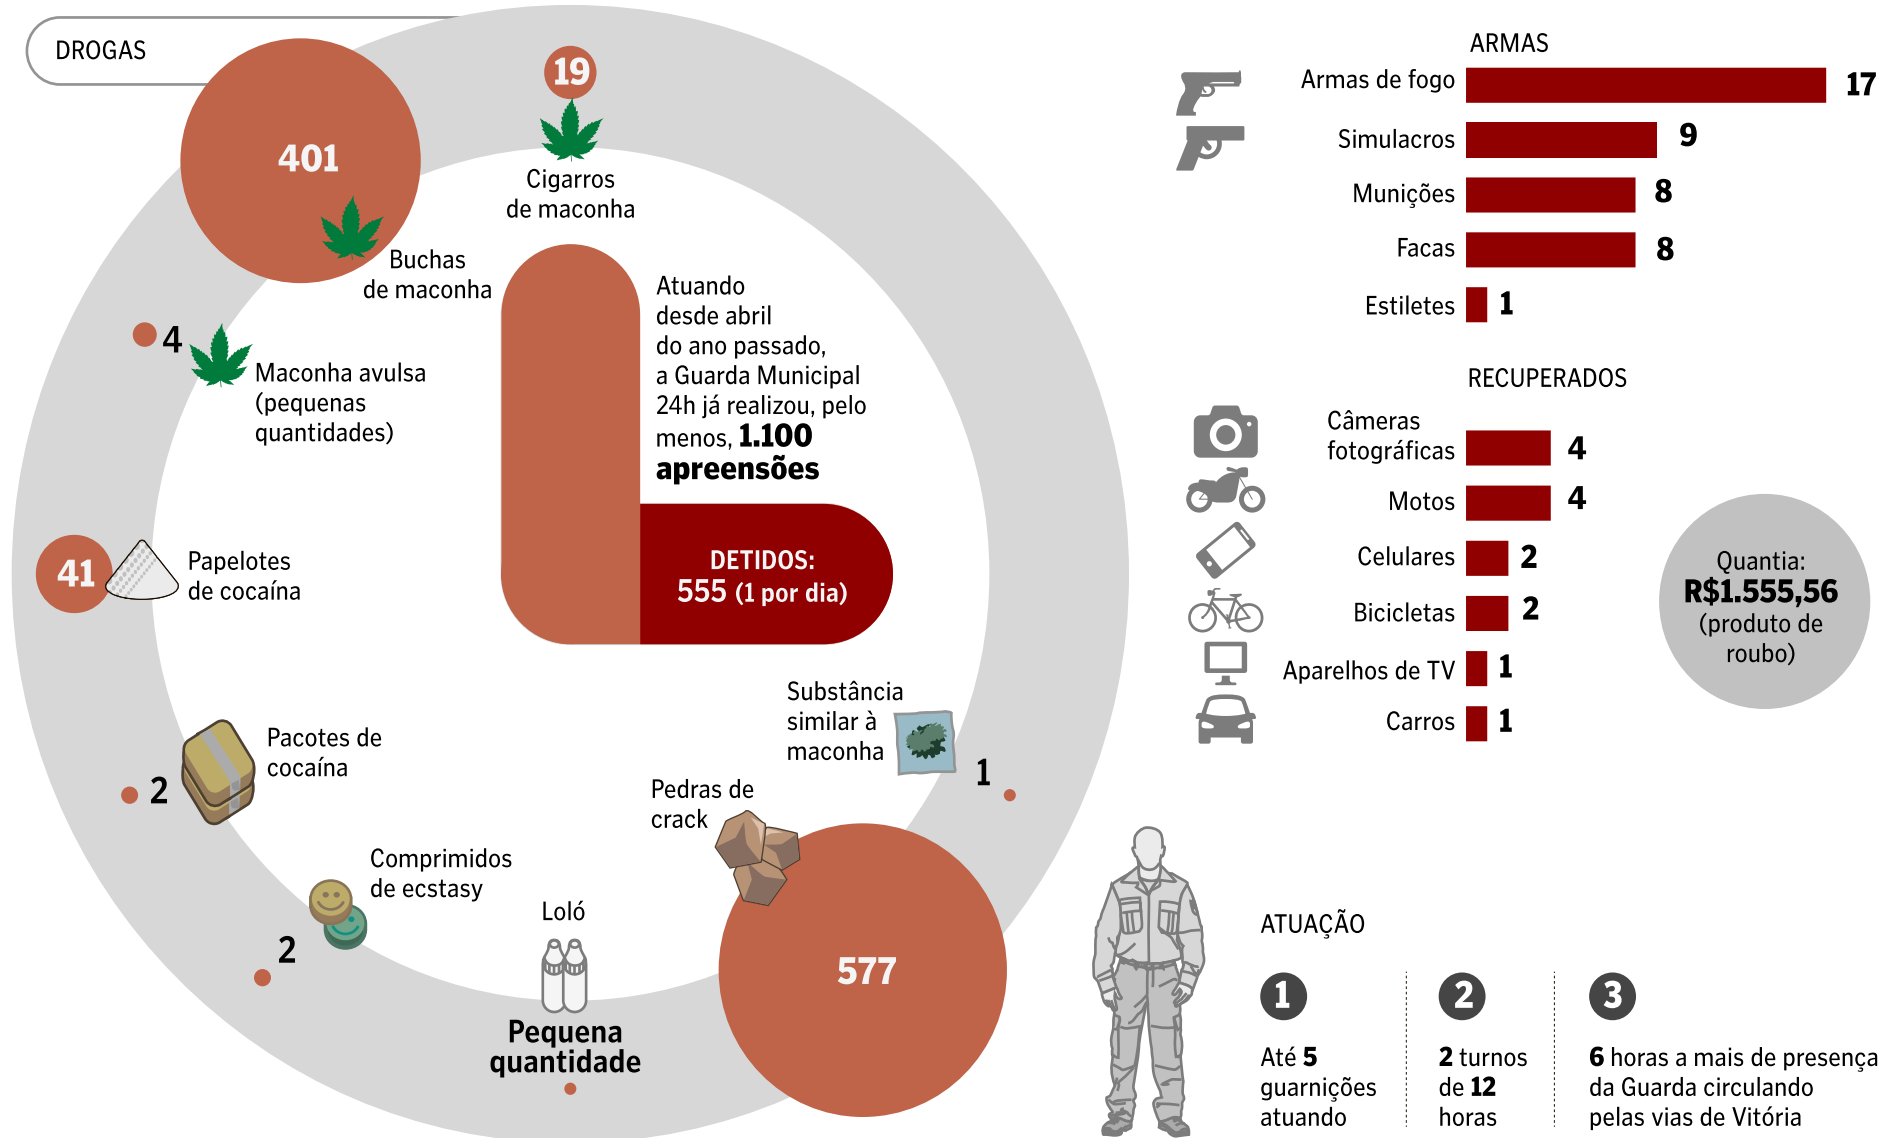 DROGAS
19
Cigarros
de maconha
401
Buchas
de maconha
4
Maconha avulsa
(pequenas
quantidades)
41
Papelotes
de cocaína
2
Pacotes de
cocaína
2
Comprimidos
de ecstasy
Loló
Pequena
quantidade
577
Pedras de
crack
Substância
similar à
maconha
1
Atuando
desde abril
do ano passado,
a Guarda Municipal
24h já realizou, pelo
menos, 1.100
apreensões
DETIDOS:
555 (1 por dia)
ARMAS
Armas de fogo 17
Simulacros 9
Munições 8
Facas 8
Estiletes 1
RECUPERADOS
Câmeras
fotográficas 4
Motos 4
Celulares 2
Bicicletas 2
Aparelhos de TV 1
Carros 1
Quantia:
R$1.555,56
(produto de
roubo)
ATUAÇÃO
1
Até 5
guarnições
atuando
2
2 turnos
de 12
horas
3
6 horas a mais de presença
da Guarda circulando
pelas vias de Vitória